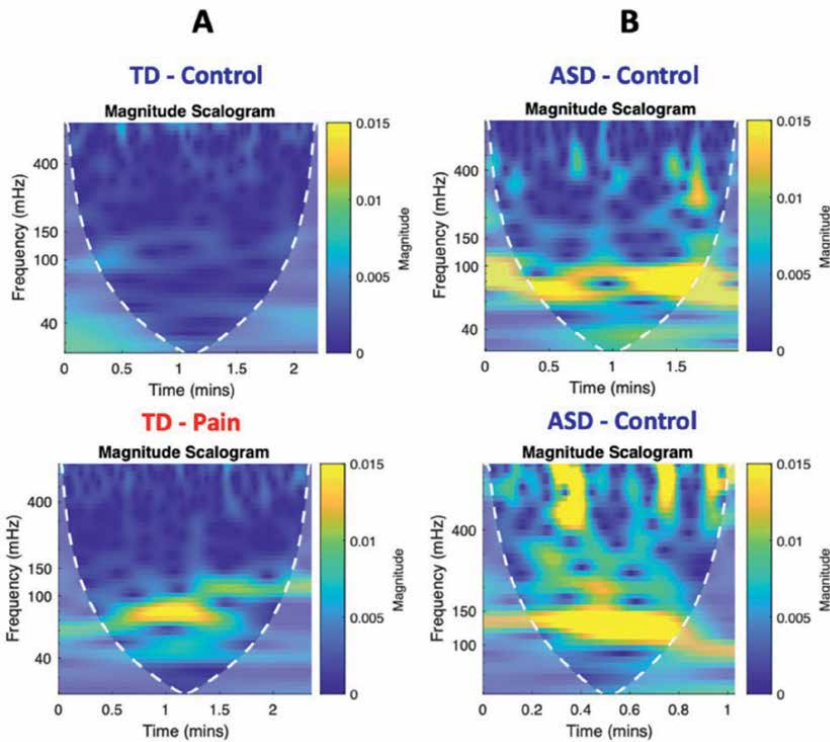 A
B
TD - Control
ASD - Control
Magnitude Scalogram
Magnitude Scalogram
Frequency (mHz)
400
150
100
40
0
0.5
1
1.5
2
Time (mins)
0.015
0.01
0.005
0
Magnitude
Frequency (mHz)
400
150
100
40
0
0.5
1
1.5
Time (mins)
0.015
0.01
0.005
0
Magnitude
TD - Pain
ASD - Control
Magnitude Scalogram
Magnitude Scalogram
Frequency (mHz)
400
150
100
40
0
0.5
1
1.5
2
Time (mins)
0.015
0.01
0.005
0
Magnitude
Frequency (mHz)
400
150
100
0
0.2
0.4
0.6
0.8
1
Time (mins)
0.015
0.01
0.005
0
Magnitude